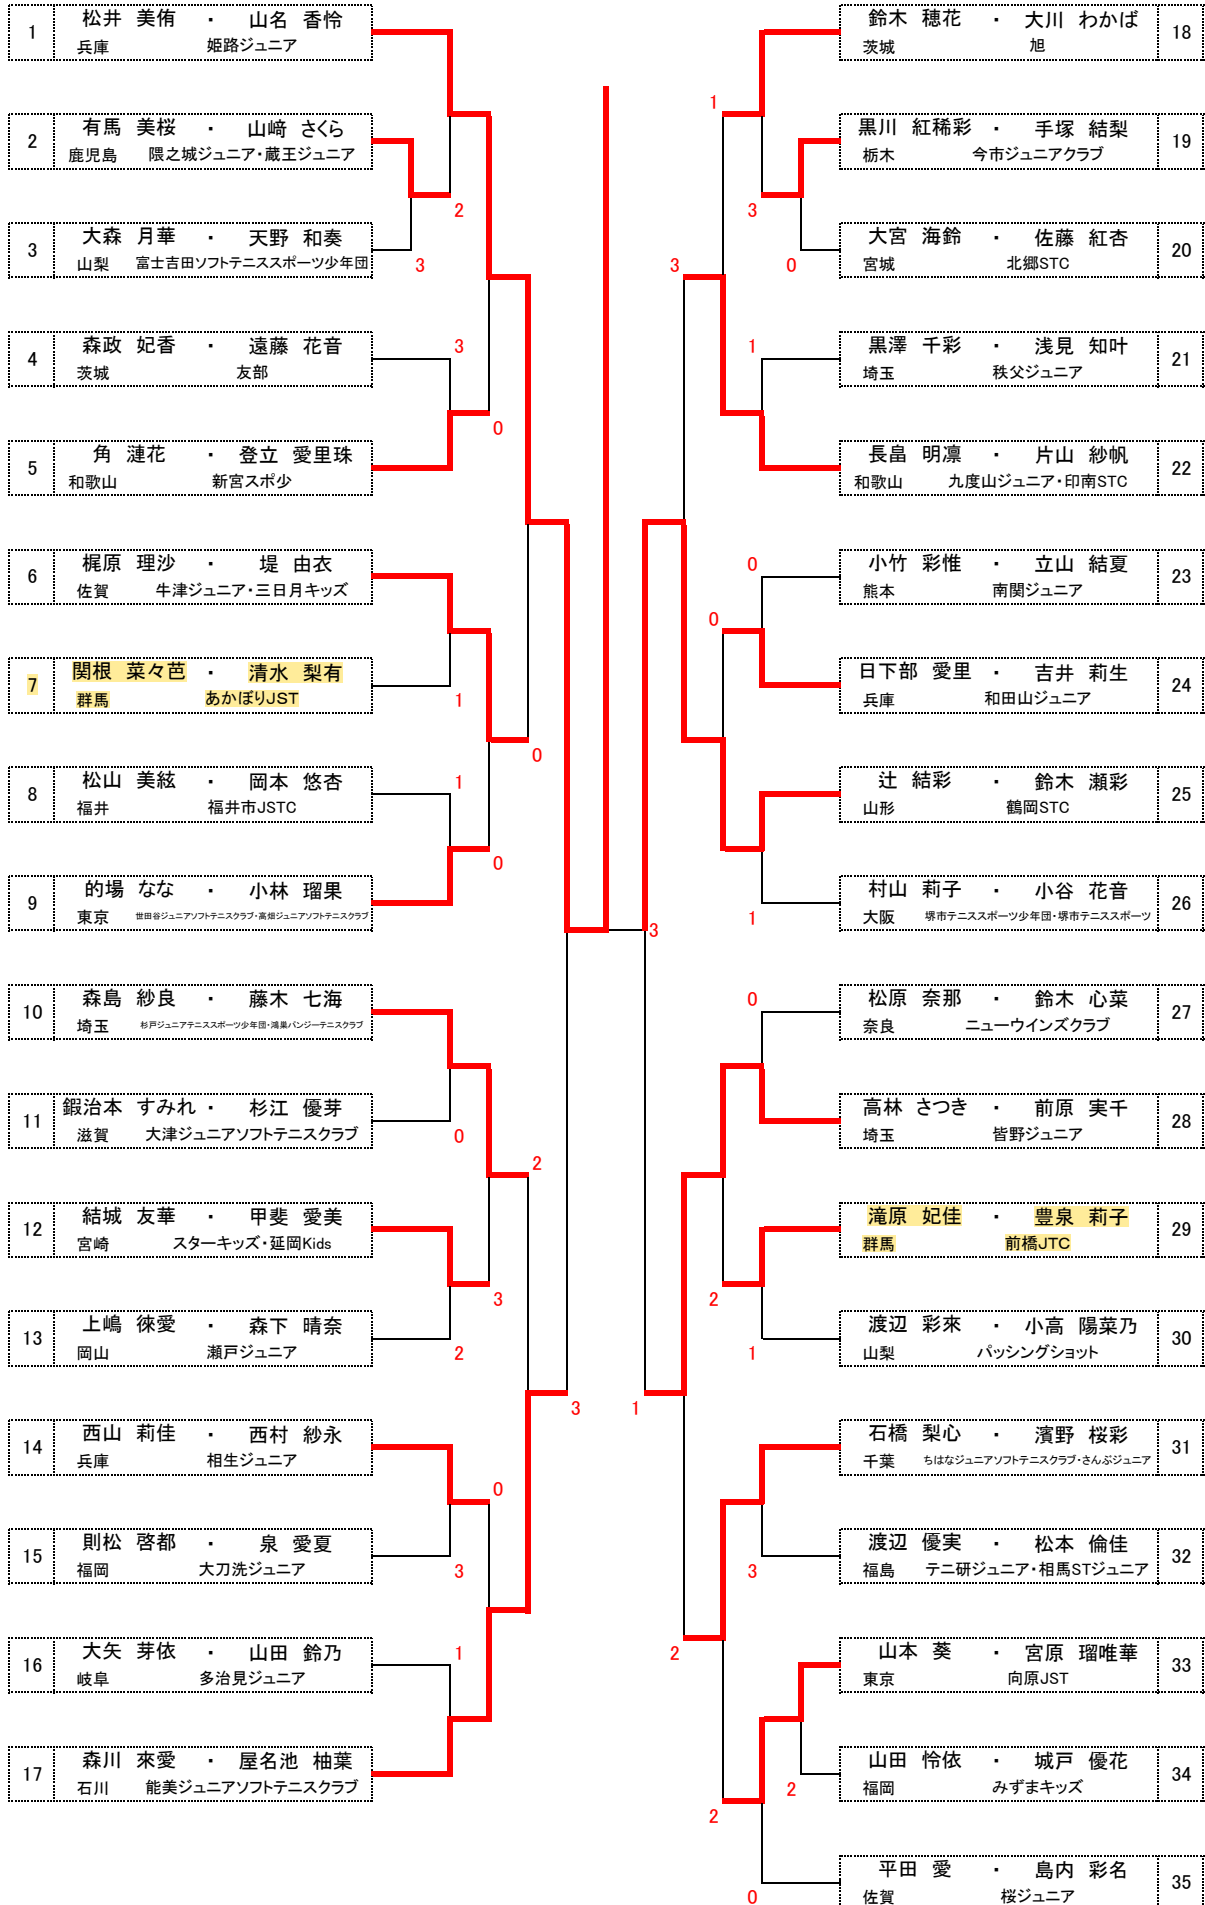 1 松井 美侑 ・ 山名 香怜
兵庫 姫路ジュニア
2 有馬 美桜 ・ 山﨑 さくら
鹿児島 隈之城ジュニア・蔵王ジュニア
2
3 大森 月華 ・ 天野 和奏
山梨 富士吉田ソフトテニススポーツ少年団
3
4 森政 妃香 ・ 遠藤 花音
茨城 友部
3
0
5 角 漣花 ・ 登立 愛里珠
和歌山 新宮スポ少
6 梶原 理沙 ・ 堤 由衣
佐賀 牛津ジュニア・三日月キッズ
7 関根 菜々芭 ・ 清水 梨有
群馬 あかぼりJST
1
0
8 松山 美絃 ・ 岡本 悠杏
福井 福井市JSTC
1
0
9 的場 なな ・ 小林 瑠果
東京 世田谷ジュニアソフトテニスクラブ・高畑ジュニアソフトテニスクラブ
10 森島 紗良 ・ 藤木 七海
埼玉 杉戸ジュニアテニススポーツ少年団・鴻巣パンジーテニスクラブ
11 鍜治本 すみれ ・ 杉江 優芽
滋賀 大津ジュニアソフトテニスクラブ
0
2
12 結城 友華 ・ 甲斐 愛美
宮崎 スターキッズ・延岡Kids
3
13 上嶋 徠愛 ・ 森下 晴奈
岡山 瀬戸ジュニア
2
3
14 西山 莉佳 ・ 西村 紗永
兵庫 相生ジュニア
0
15 則松 啓都 ・ 泉 愛夏
福岡 大刀洗ジュニア
3
16 大矢 芽依 ・ 山田 鈴乃
岐阜 多治見ジュニア
1
17 森川 來愛 ・ 屋名池 柚葉
石川 能美ジュニアソフトテニスクラブ
鈴木 穂花 ・ 大川 わかば 18
茨城 旭
1
黒川 紅稀彩 ・ 手塚 結梨 19
栃木 今市ジュニアクラブ
3
大宮 海鈴 ・ 佐藤 紅杏 20
宮城 北郷STC
0
3
1
黒澤 千彩 ・ 浅見 知叶 21
埼玉 秩父ジュニア
長畠 明凛 ・ 片山 紗帆 22
和歌山 九度山ジュニア・印南STC
0
小竹 彩惟 ・ 立山 結夏 23
熊本 南関ジュニア
0
日下部 愛里 ・ 吉井 莉生 24
兵庫 和田山ジュニア
辻 結彩 ・ 鈴木 瀬彩 25
山形 鶴岡STC
村山 莉子 ・ 小谷 花音 26
大阪 堺市テニススポーツ少年団・堺市テニススポーツ
1
3
0
松原 奈那 ・ 鈴木 心菜 27
奈良 ニューウインズクラブ
高林 さつき ・ 前原 実千 28
埼玉 皆野ジュニア
滝原 妃佳 ・ 豊泉 莉子 29
群馬 前橋JTC
2
渡辺 彩來 ・ 小高 陽菜乃 30
山梨 パッシングショット
1
1
石橋 梨心 ・ 濱野 桜彩 31
千葉 ちはなジュニアソフトテニスクラブ・さんぶジュニア
渡辺 優実 ・ 松本 倫佳 32
福島 テニ研ジュニア・相馬STジュニア
3
2
山本 葵 ・ 宮原 瑠唯華 33
東京 向原JST
山田 怜依 ・ 城戸 優花 34
福岡 みずまキッズ
2
2
平田 愛 ・ 島内 彩名 35
佐賀 桜ジュニア
0